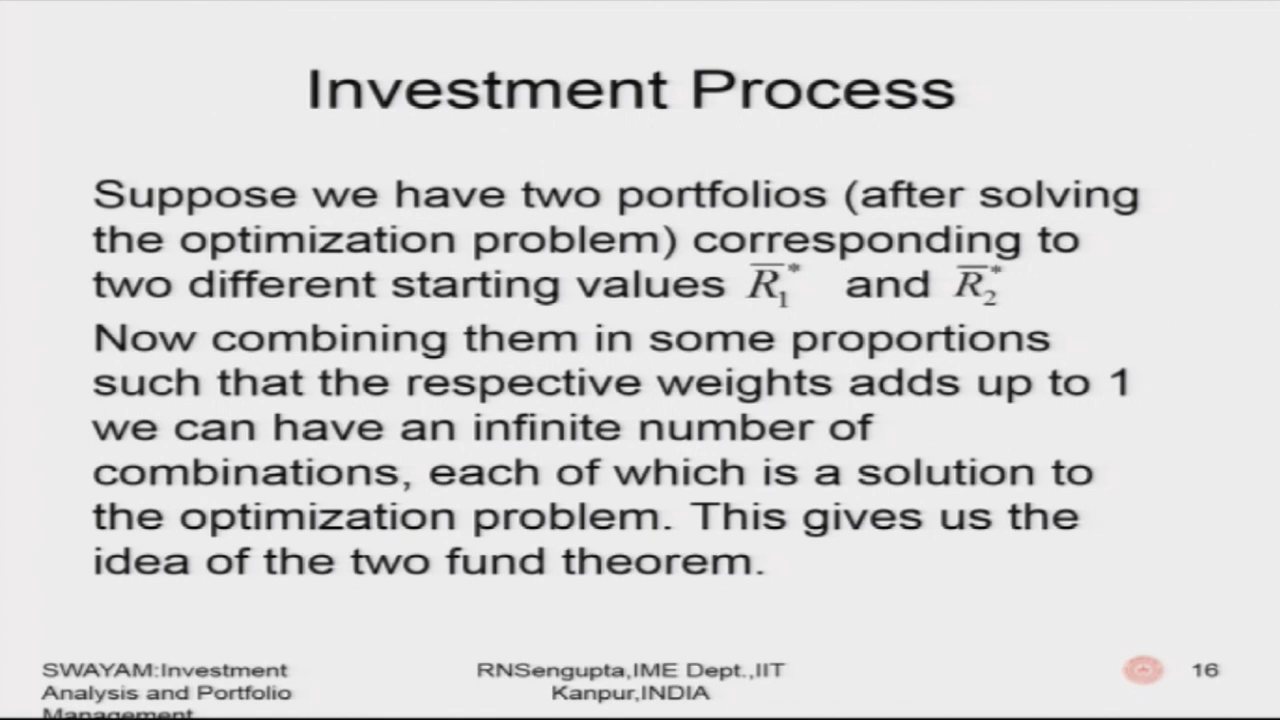 Investment Process
Suppose we have two portfolios (after solving
the optimization problem) corresponding to
two different starting values R̅₁* and R̅₂*
Now combining them in some proportions
such that the respective weights adds up to 1
we can have an infinite number of
combinations, each of which is a solution to
the optimization problem. This gives us the
idea of the two fund theorem.
SWAYAM:Investment
Analysis and Portfolio
Management
RNSengupta,IME Dept.,IIT
Kanpur,INDIA
16